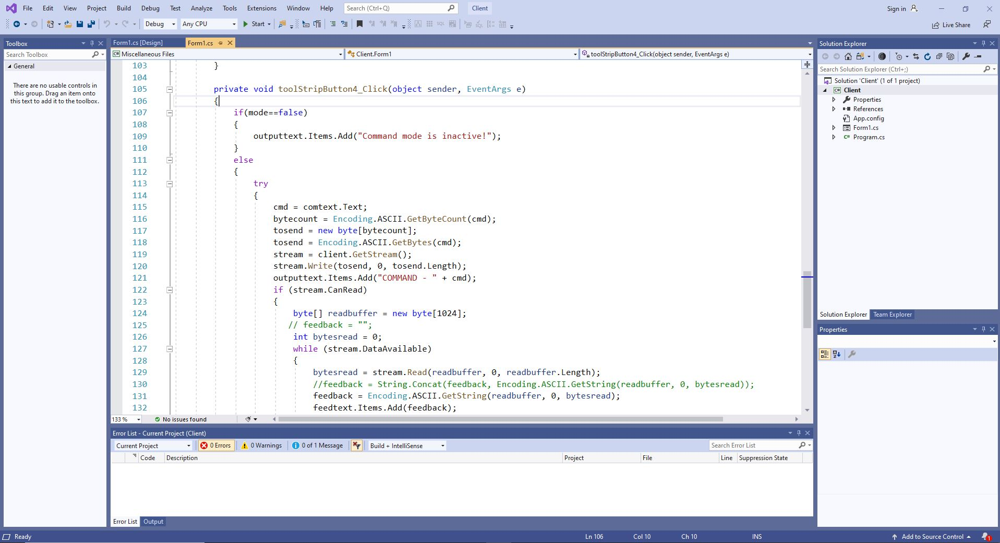 File Edit View Project Build Debug Test Analyze Tools Extensions Window Help Search (Ctrl+Q) Client Sign in
Debug Any CPU Start Live Share
Toolbox
Search Toolbox
General
There are no usable controls in
this group. Drag an item onto
this text to add it to the toolbox.
Form1.cs [Design] Form1.cs
C# Miscellaneous Files Client.Form1 toolStripButton4_Click(object sender, EventArgs e)
103 }
104
105 private void toolStripButton4_Click(object sender, EventArgs e)
106 {
107 if(mode==false)
108 {
109 outputtext.Items.Add("Command mode is inactive!");
110 }
111 else
112 {
113 try
114 {
115 cmd = comtext.Text;
116 bytecount = Encoding.ASCII.GetByteCount(cmd);
117 tosend = new byte[bytecount];
118 tosend = Encoding.ASCII.GetBytes(cmd);
119 stream = client.GetStream();
120 stream.Write(tosend, 0, tosend.Length);
121 outputtext.Items.Add("COMMAND - " + cmd);
122 if (stream.CanRead)
123 {
124 byte[] readbuffer = new byte[1024];
125 // feedback = "";
126 int bytesread = 0;
127 while (stream.DataAvailable)
128 {
129 bytesread = stream.Read(readbuffer, 0, readbuffer.Length);
130 //feedback = String.Concat(feedback, Encoding.ASCII.GetString(readbuffer, 0, bytesread));
131 feedback = Encoding.ASCII.GetString(readbuffer, 0, bytesread);
132 feedtext.Items.Add(feedback);
133 % No issues found
Error List - Current Project (Client)
Current Project 0 Errors 0 Warnings 0 of 1 Message Build + IntelliSense Search Error List
Code Description Project File Line Suppression State
Error List Output
Solution Explorer
Search Solution Explorer (Ctrl+;)
Solution 'Client' (1 of 1 project)
C# Client
Properties
References
App.config
Form1.cs
C# Program.cs
Solution Explorer Team Explorer
Properties
Ready Ln 106 Col 10 Ch 10 INS Add to Source Control 1